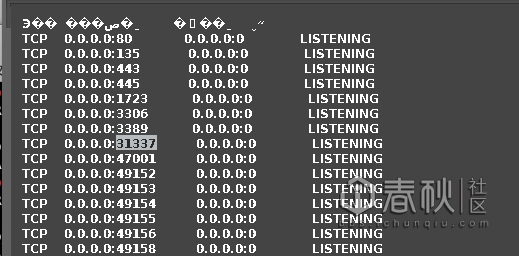 TCP 0.0.0.0:80 0.0.0.0:0 LISTENING
TCP 0.0.0.0:135 0.0.0.0:0 LISTENING
TCP 0.0.0.0:443 0.0.0.0:0 LISTENING
TCP 0.0.0.0:445 0.0.0.0:0 LISTENING
TCP 0.0.0.0:1723 0.0.0.0:0 LISTENING
TCP 0.0.0.0:3306 0.0.0.0:0 LISTENING
TCP 0.0.0.0:3389 0.0.0.0:0 LISTENING
TCP 0.0.0.0:31337 0.0.0.0:0 LISTENING
TCP 0.0.0.0:47001 0.0.0.0:0 LISTENING
TCP 0.0.0.0:49152 0.0.0.0:0 LISTENING
TCP 0.0.0.0:49153 0.0.0.0:0 LISTENING
TCP 0.0.0.0:49154 0.0.0.0:0 LISTENING
TCP 0.0.0.0:49155 0.0.0.0:0 LISTENING
TCP 0.0.0.0:49156 0.0.0.0:0 LISTENING
TCP 0.0.0.0:49158 0.0.0.0:0 LISTENING
春秋 社区
bbs.ichunqiu.com